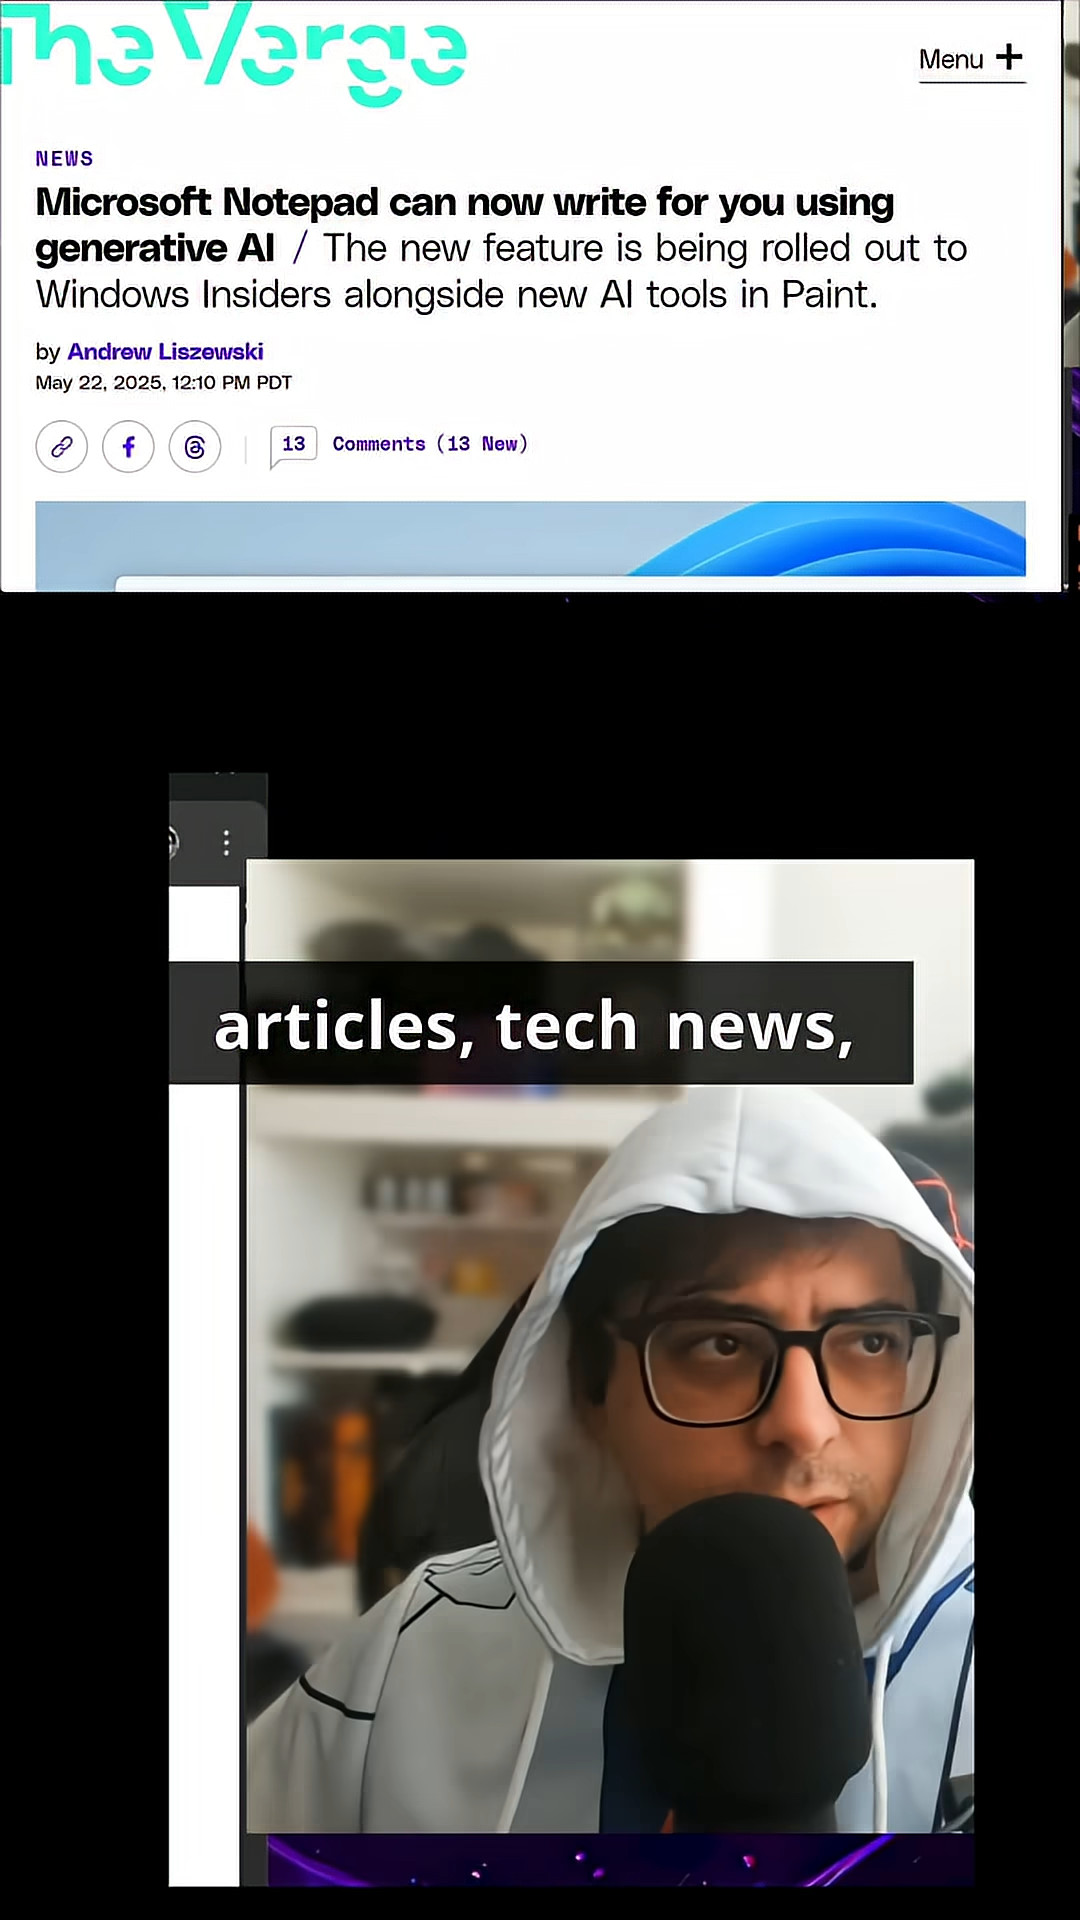 The Verge
Menu +
NEWS
Microsoft Notepad can now write for you using
generative AI / The new feature is being rolled out to
Windows Insiders alongside new AI tools in Paint.
by Andrew Liszewski
May 22, 2025, 12:10 PM PDT
13 Comments (13 New)
articles, tech news,